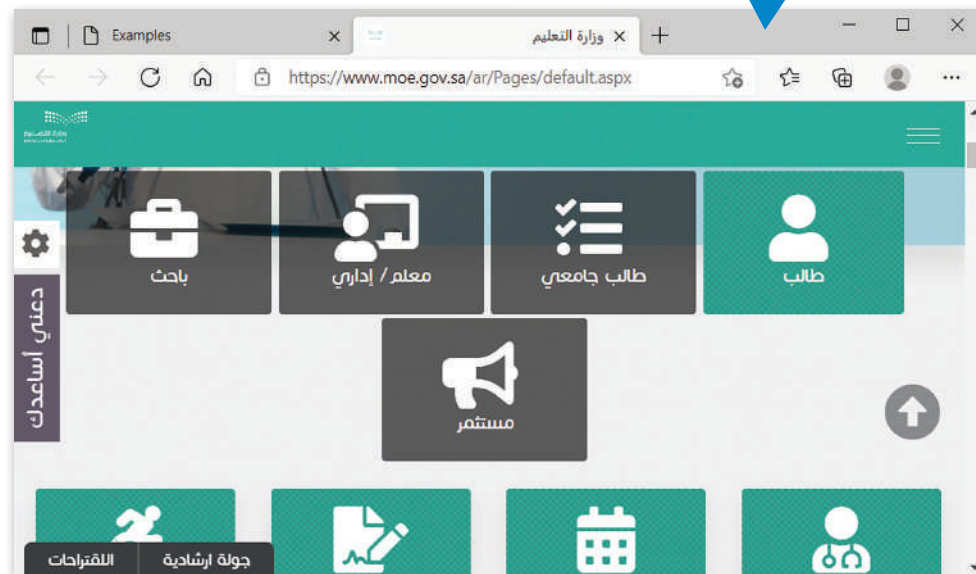 Examples
وزارة التعليم
https://www.moe.gov.sa/ar/Pages/default.aspx
طالب
طالب جامعي
معلم / إداري
باحث
دعني أساعدك
مستثمر
جولة ارشادية
اللقتراحات